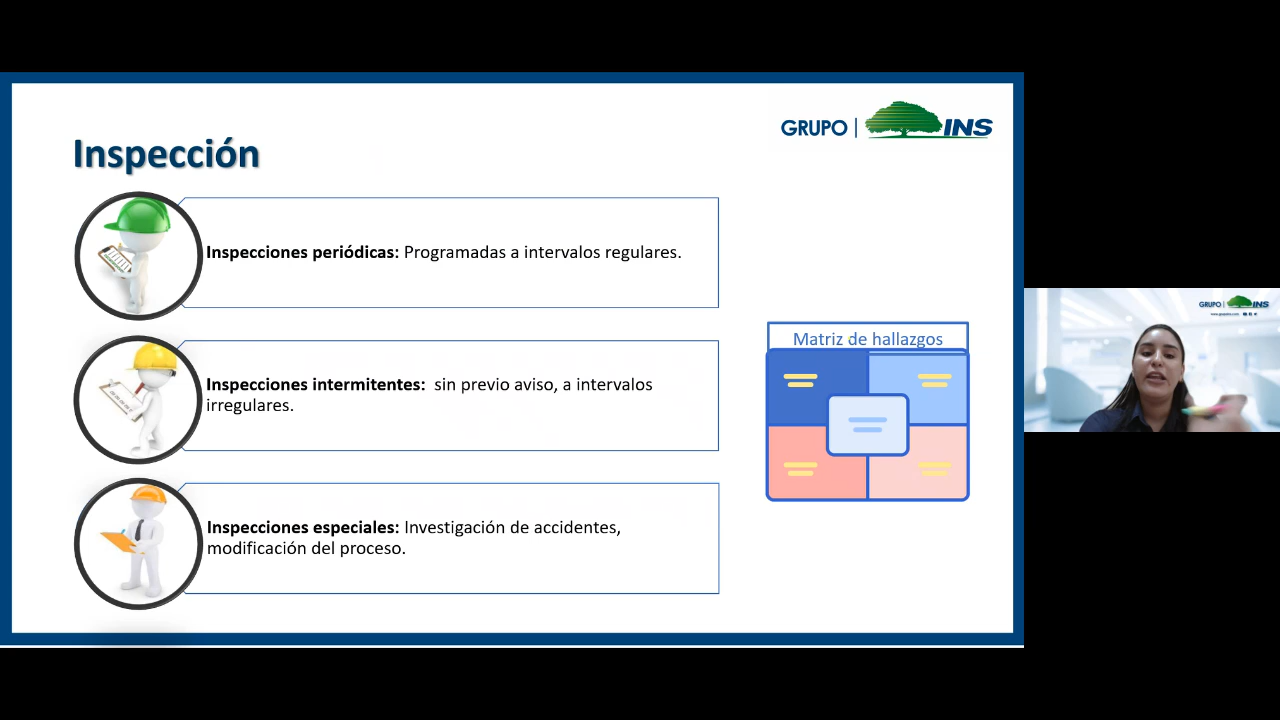 GRUPO | INS
Inspección
Inspecciones periódicas: Programadas a intervalos regulares.
Inspecciones intermitentes: sin previo aviso, a intervalos
irregulares.
Inspecciones especiales: Investigación de accidentes,
modificación del proceso.
Matriz de hallazgos
GRUPO | INS